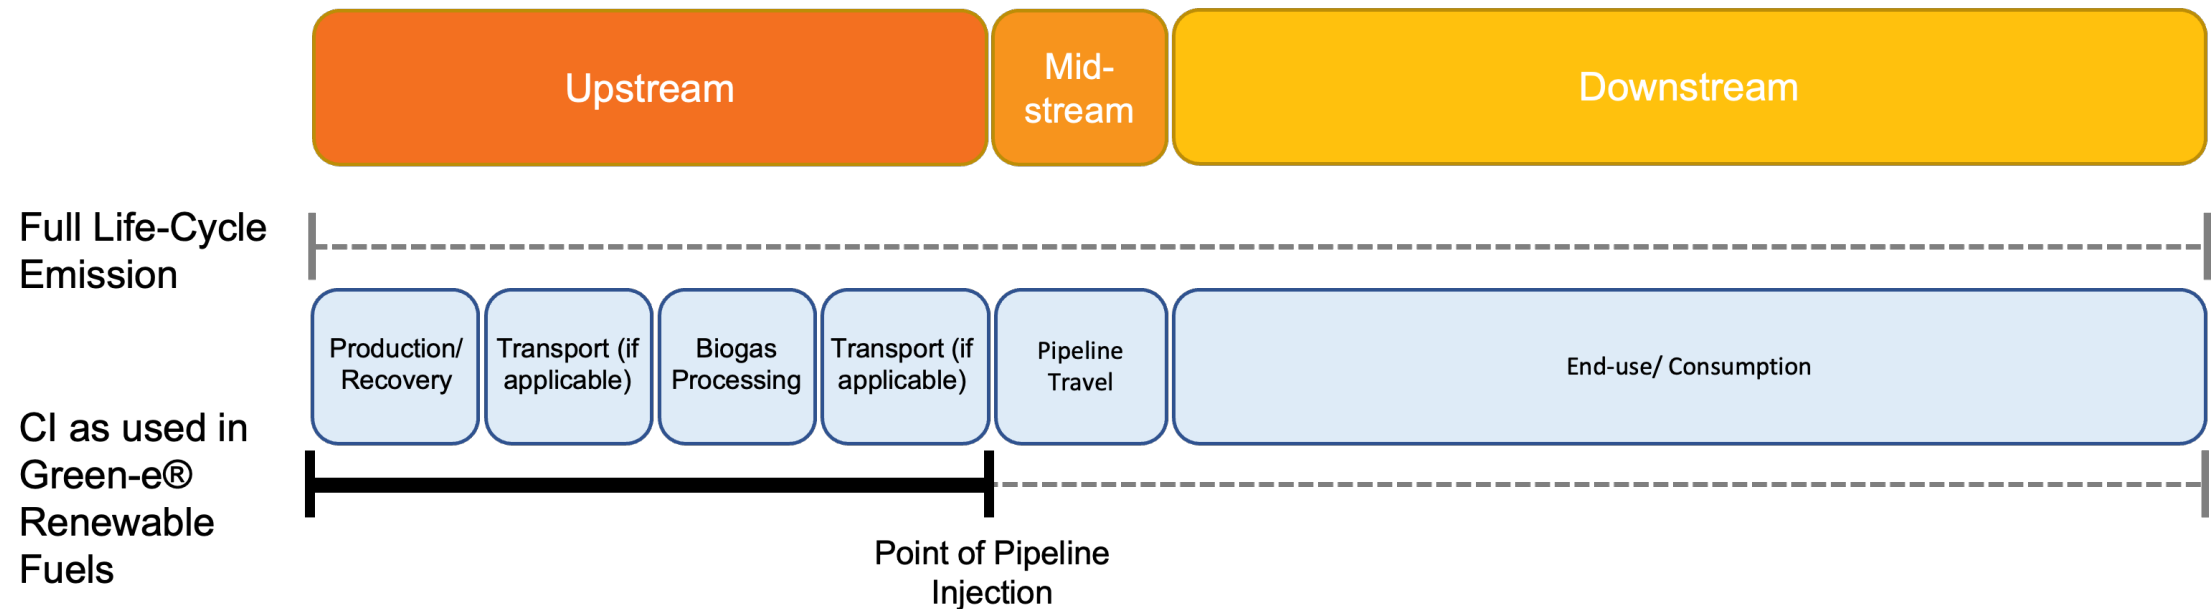 Upstream
Mid-
stream
Downstream
Full Life-Cycle
Emission
Production/
Recovery
Transport (if
applicable)
Biogas
Processing
Transport (if
applicable)
Pipeline
Travel
End-use/ Consumption
CI as used in
Green-e®
Renewable
Fuels
Point of Pipeline
Injection